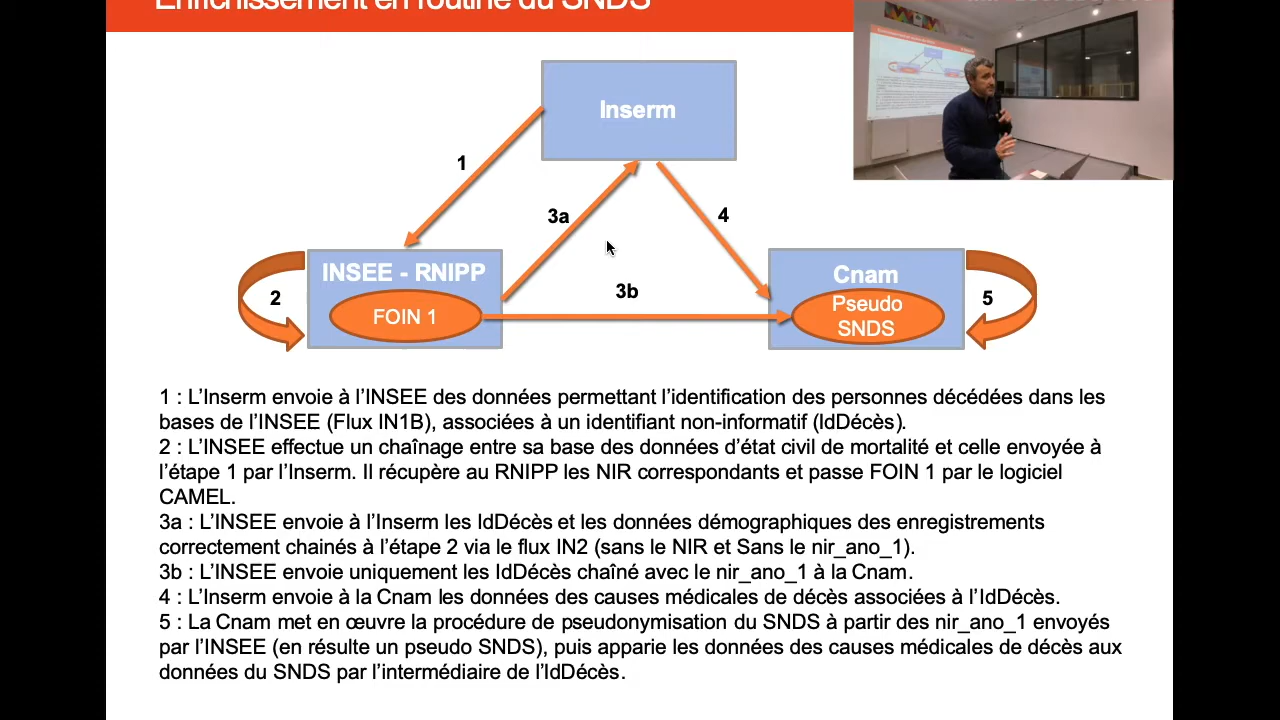 Enrichissement en routine du SNDS
Inserm
1
3a
4
INSEE - RNIPP
Cnam
2
FOIN 1
3b
Pseudo
SNDS
5
1 : L’Inserm envoie à l’INSEE des données permettant l’identification des personnes décédées dans les
bases de l’INSEE (Flux IN1B), associées à un identifiant non-informatif (IdDécès).
2 : L’INSEE effectue un chaînage entre sa base des données d’état civil de mortalité et celle envoyée à
l’étape 1 par l’Inserm. Il récupère au RNIPP les NIR correspondants et passe FOIN 1 par le logiciel
CAMEL.
3a : L’INSEE envoie à l’Inserm les IdDécès et les données démographiques des enregistrements
correctement chainés à l’étape 2 via le flux IN2 (sans le NIR et Sans le nir_ano_1).
3b : L’INSEE envoie uniquement les IdDécès chaîné avec le nir_ano_1 à la Cnam.
4 : L’Inserm envoie à la Cnam les données des causes médicales de décès associées à l’IdDécès.
5 : La Cnam met en œuvre la procédure de pseudonymisation du SNDS à partir des nir_ano_1 envoyés
par l’INSEE (en résulte un pseudo SNDS), puis apparie les données des causes médicales de décès aux
données du SNDS par l’intermédiaire de l’IdDécès.